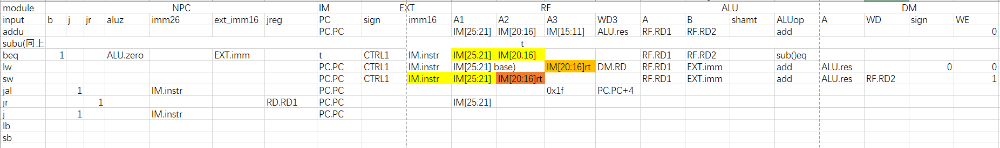 module NPC IM EXT RF ALU DM
input b j jr aluz imm26 ext_imm16 jreg PC sign imm16 A1 A2 A3 WD3 A B shamt ALUop A WD sign WE
addu PC.PC IM[25:21] IM[20:16] IM[15:11] ALU.res RF.RD1 RF.RD2 add 0
subu(同上 t
beq 1 ALU.zero EXT.imm t CTRL1 IM.instr IM[25:21] IM[20:16] RF.RD1 RF.RD2 sub()eq
lw PC.PC CTRL1 IM.instr IM[25:21] base) IM[20:16]rt DM.RD RF.RD1 EXT.imm add ALU.res 0 0
sw PC.PC CTRL1 IM.instr IM[25:21] IM[20:16]rt RF.RD1 EXT.imm add ALU.res RF.RD2 1
jal 1 IM.instr PC.PC 0x1f PC.PC+4
jr 1 RD.RD1 PC.PC IM[25:21]
j 1 IM.instr PC.PC
lb
sb